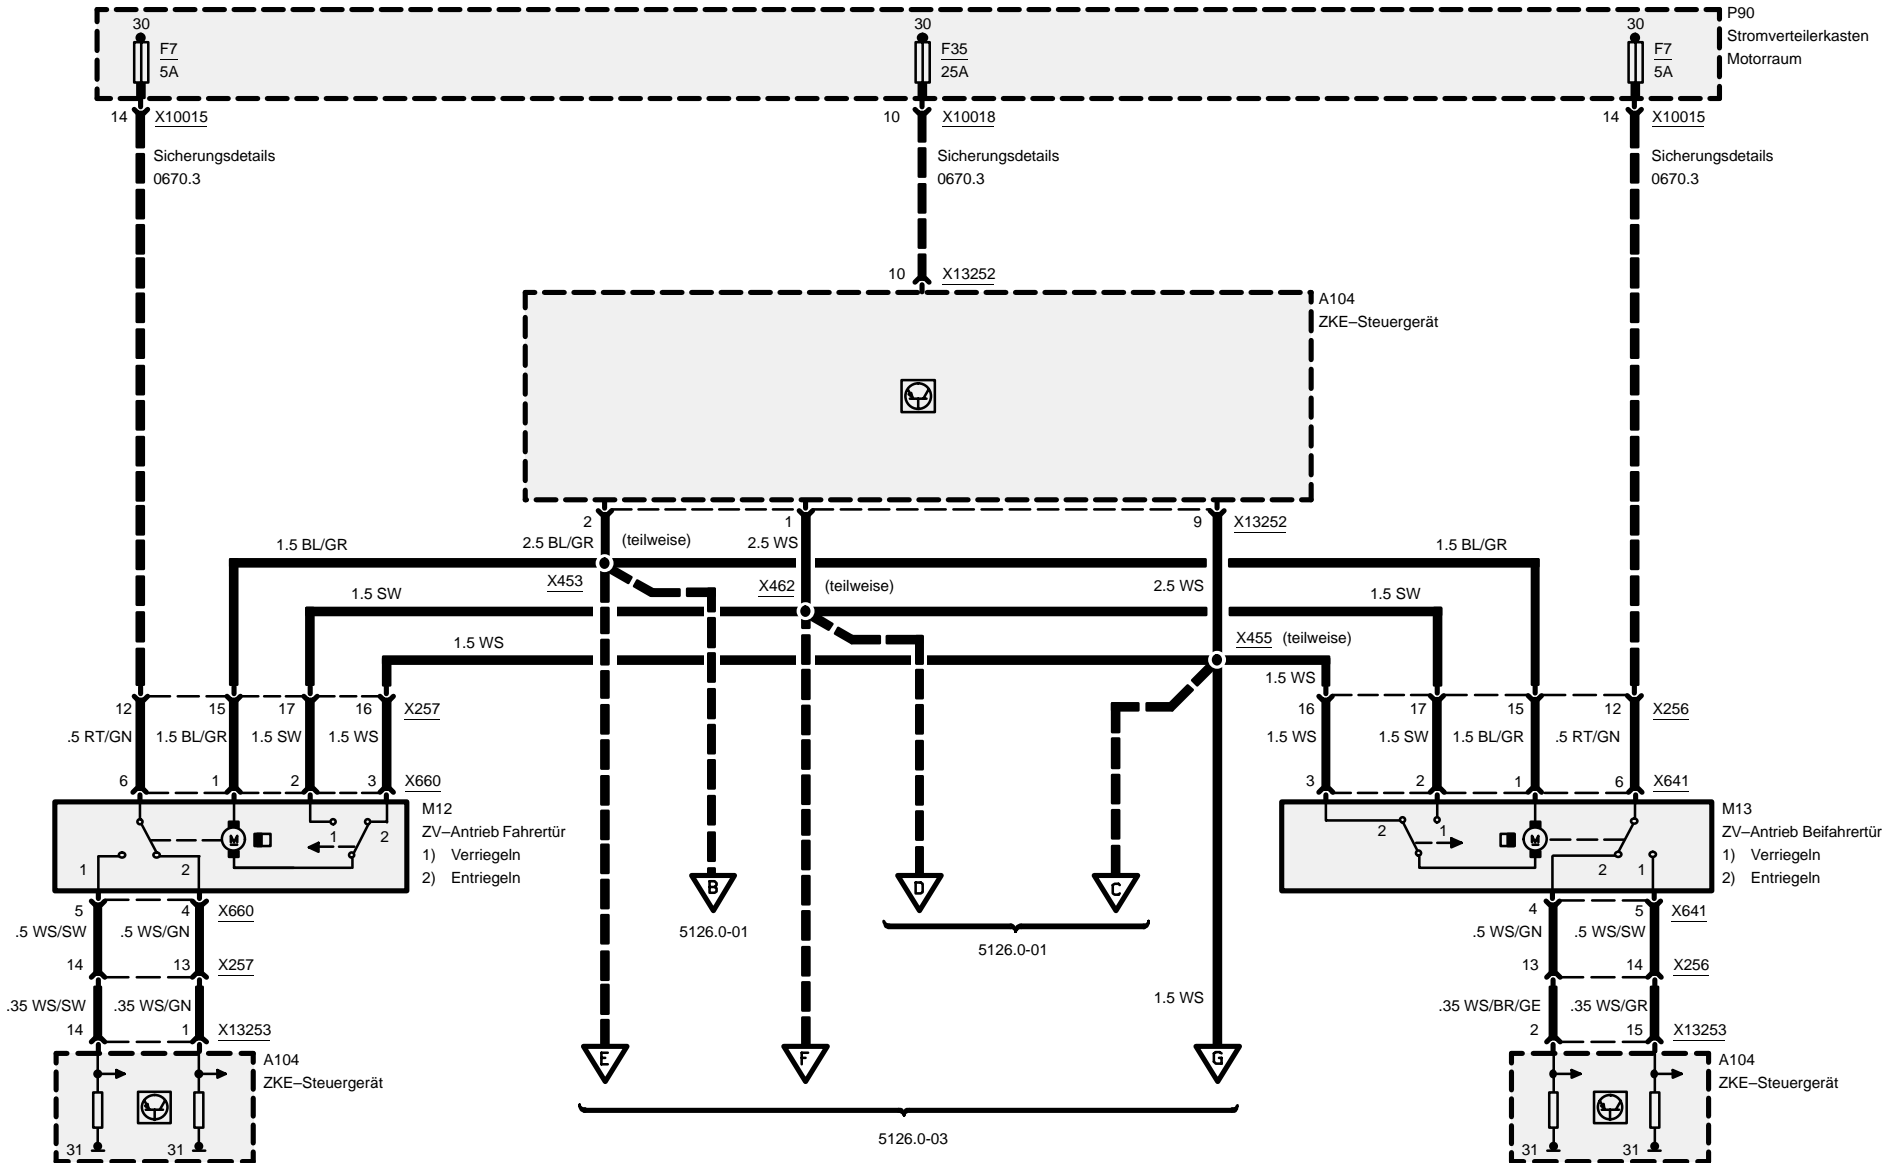 30 30 30 P90
F7 F35 F7 Stromverteilerkasten
5A 25A 5A Motorraum
14 X10015 10 X10018 14 X10015
Sicherungsdetails Sicherungsdetails Sicherungsdetails
0670.3 0670.3 0670.3
10 X13252
A104
ZKE–Steuergerät
2 1 9 X13252
1.5 BL/GR 2.5 BL/GR (teilweise) 2.5 WS 1.5 BL/GR
X453 X462 (teilweise) 2.5 WS
1.5 SW 1.5 SW
1.5 WS X455 (teilweise)
1.5 WS
12 15 17 16 X257 16 17 15 12 X256
.5 RT/GN 1.5 BL/GR 1.5 SW 1.5 WS 1.5 WS 1.5 SW 1.5 BL/GR .5 RT/GN
6 1 2 3 X660 3 2 1 6 X641
M12 M13
ZV–Antrieb Fahrertür ZV–Antrieb Beifahrertür
M 1 2 2 1 M
1) Verriegeln 1) Verriegeln
1 2 2 1
2) Entriegeln 2) Entriegeln
B D C
5 4 X660 4 5 X641
.5 WS/SW .5 WS/GN 5126.0-01 5126.0-01 .5 WS/GN .5 WS/SW
14 13 X257 13 14 X256
.35 WS/SW .35 WS/GN 1.5 WS .35 WS/BR/GE .35 WS/GR
14 1 X13253 2 15 X13253
A104 E F G A104
ZKE–Steuergerät ZKE–Steuergerät
5126.0-03
31 31 31 31